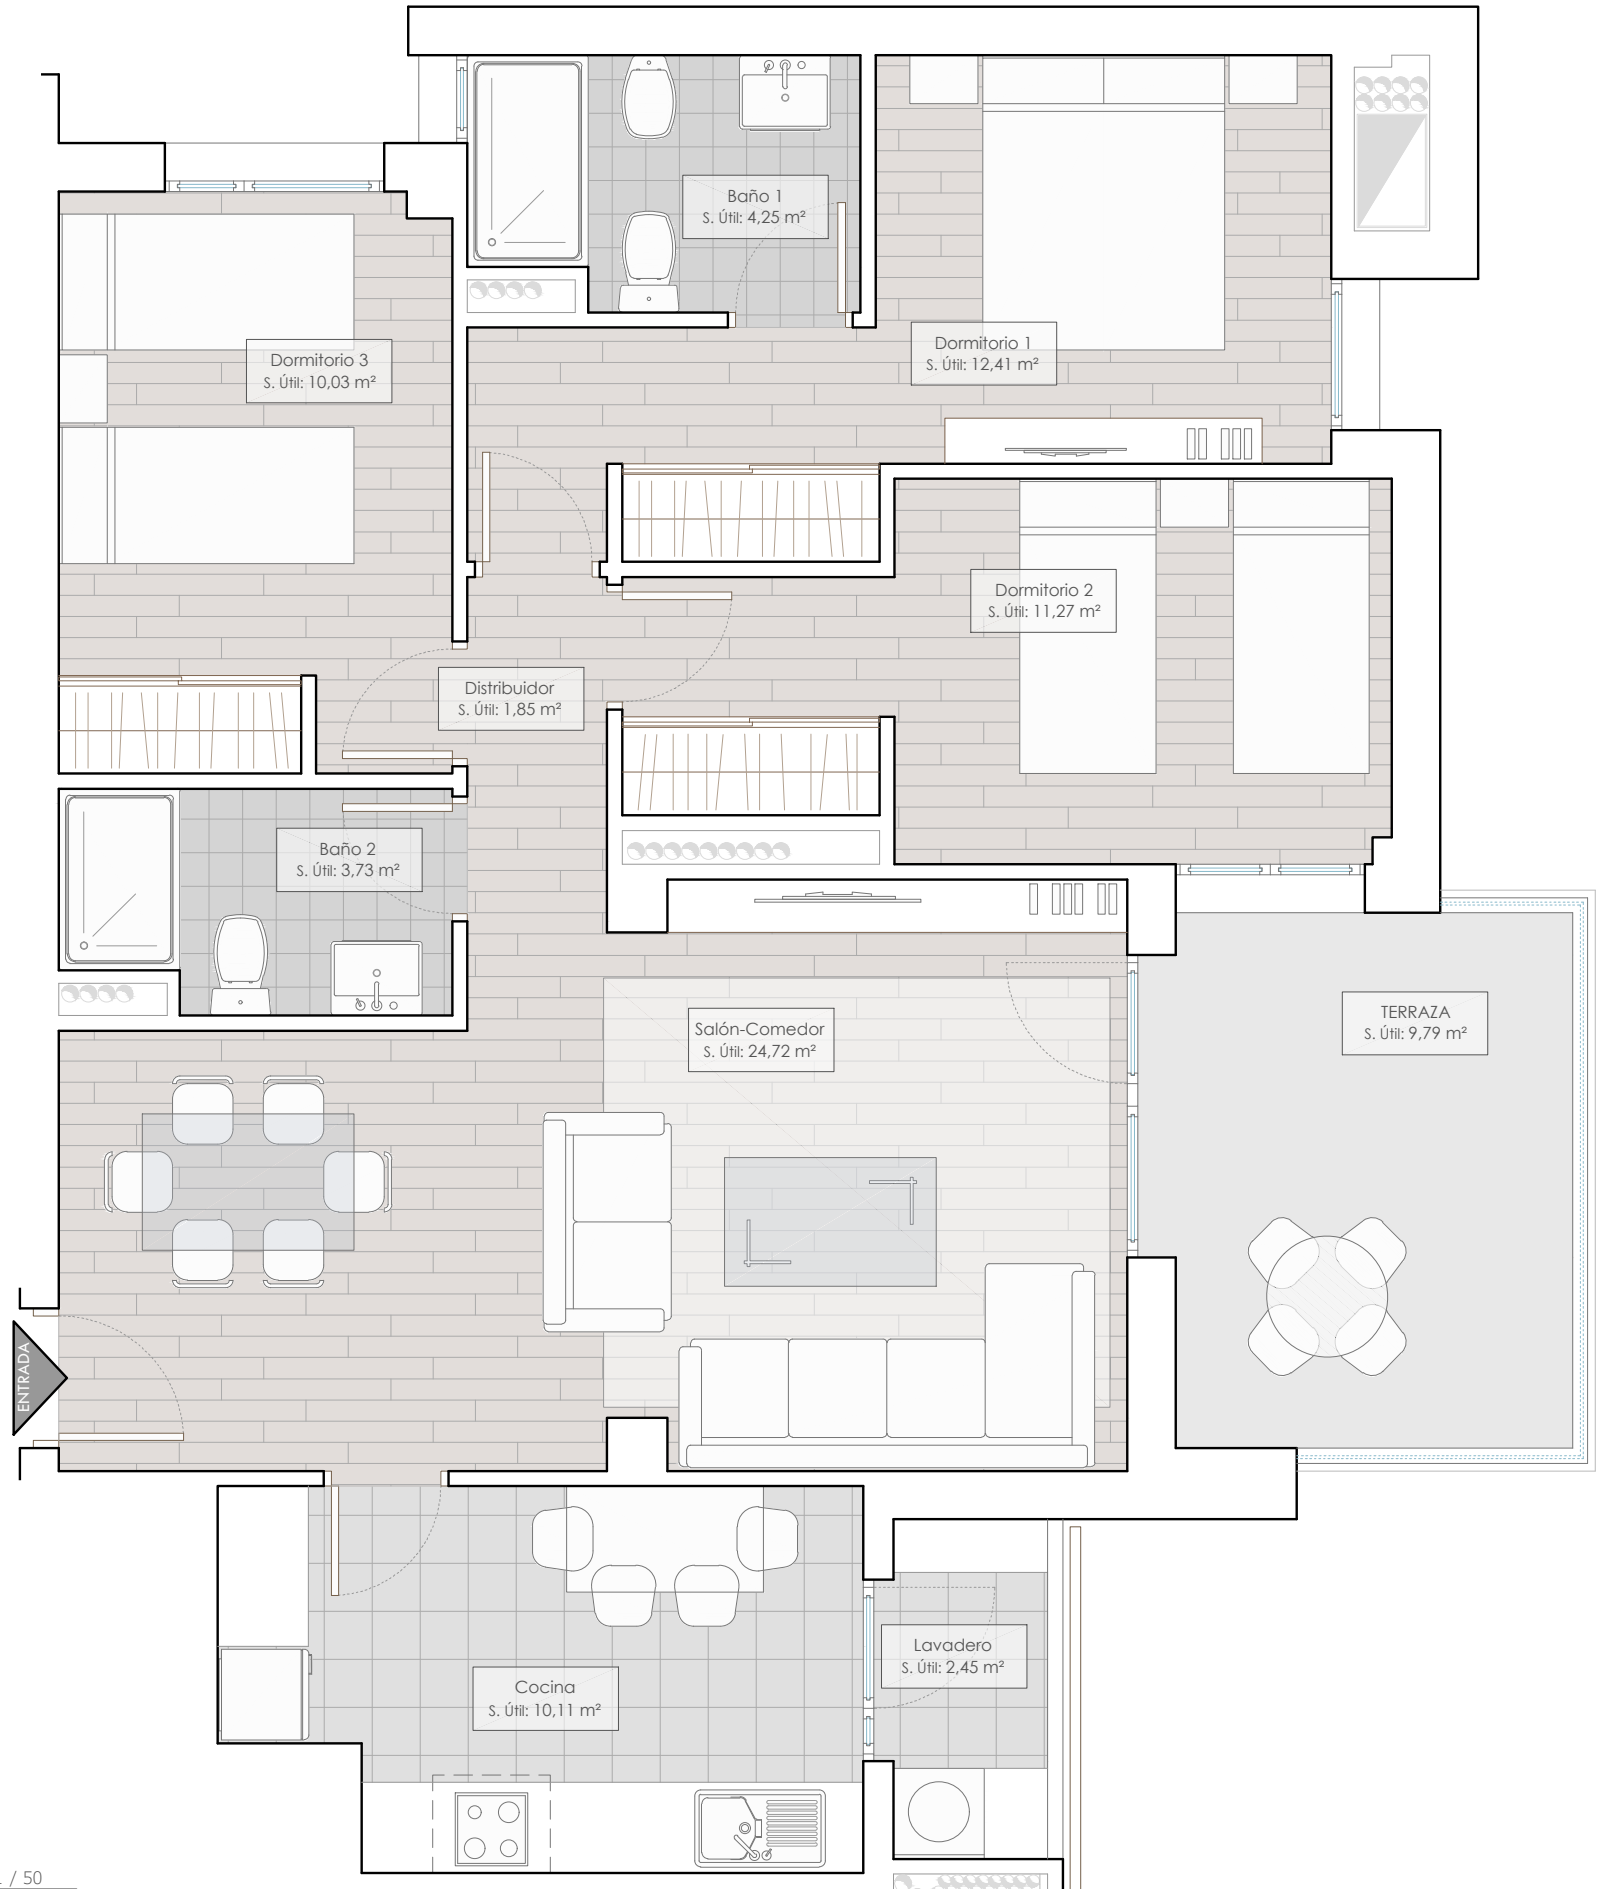 Baño 1
S. Útil: 4,25 m²
Dormitorio 1
S. Útil: 12,41 m²
Dormitorio 3
S. Útil: 10,03 m²
Dormitorio 2
S. Útil: 11,27 m²
Distribuidor
S. Útil: 1,85 m²
Baño 2
S. Útil: 3,73 m²
Salón-Comedor
S. Útil: 24,72 m²
TERRAZA
S. Útil: 9,79 m²
ENTRADA
Lavadero
S. Útil: 2,45 m²
Cocina
S. Útil: 10,11 m²
/ 50